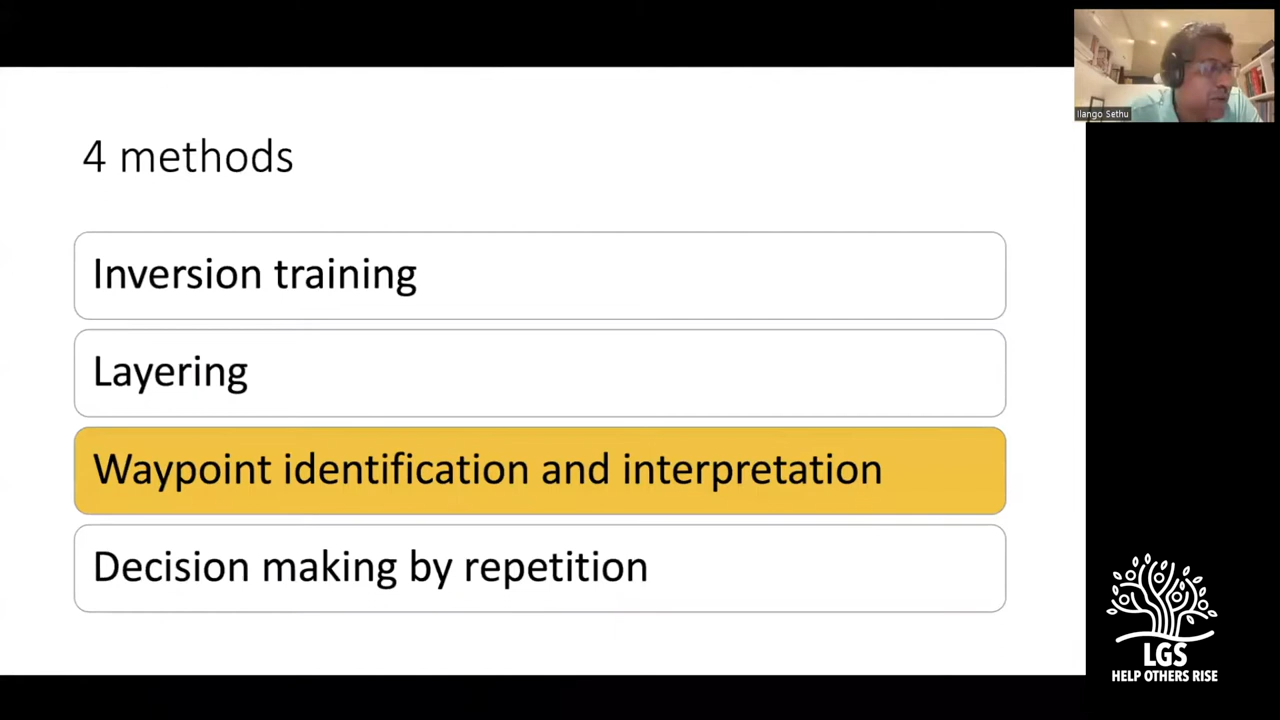 Ilango Sethu
4 methods
Inversion training
Layering
Waypoint identification and interpretation
Decision making by repetition
LGS
HELP OTHERS RISE